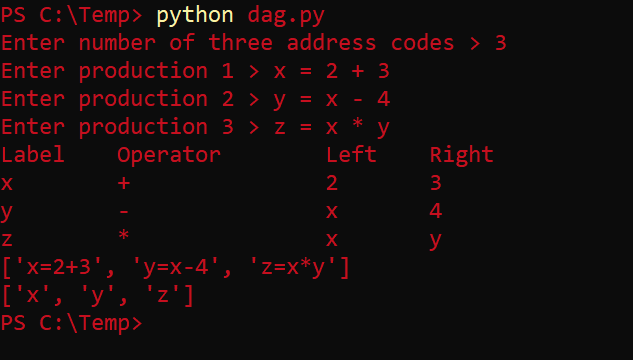 PS C:\Temp> python dag.py
Enter number of three address codes > 3
Enter production 1 > x = 2 + 3
Enter production 2 > y = x - 4
Enter production 3 > z = x * y
Label    Operator        Left    Right
x        +               2       3
y        -               x       4
z        *               x       y
['x=2+3', 'y=x-4', 'z=x*y']
['x', 'y', 'z']
PS C:\Temp>